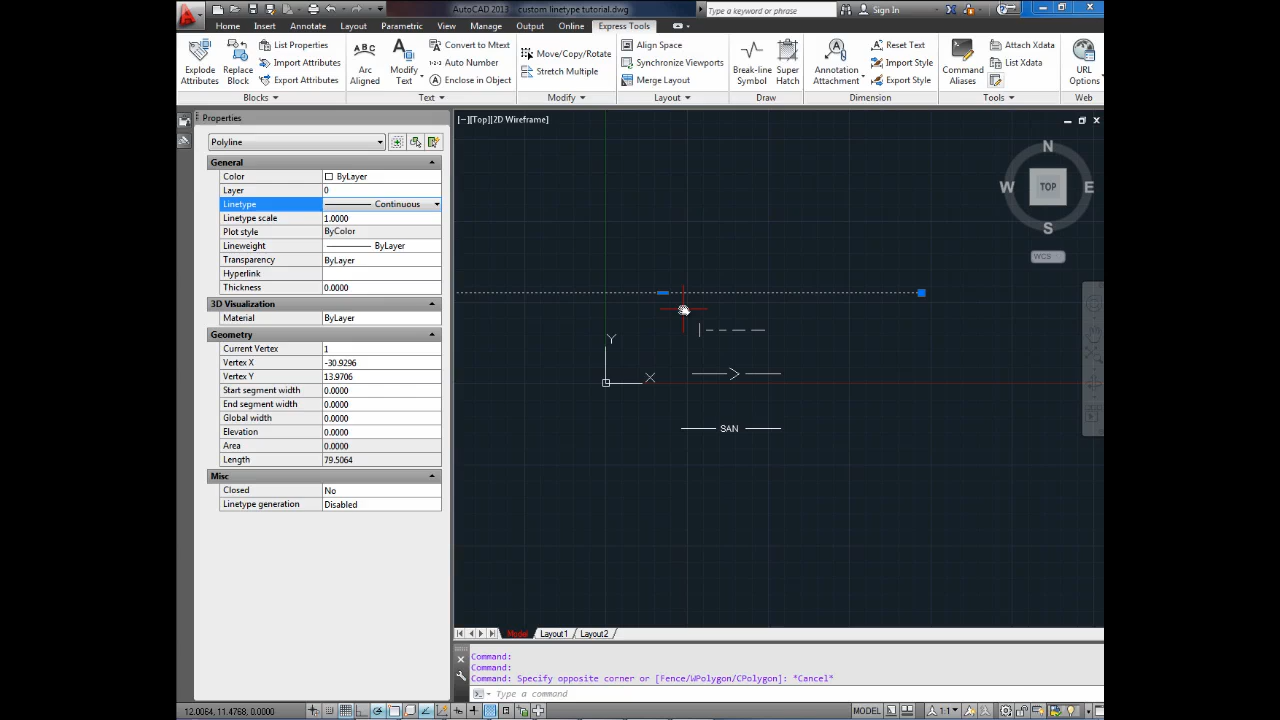 AutoCAD 2013 custom linetype tutorial.dwg
Type a keyword or phrase
Sign In
Home Insert Annotate Layout Parametric View Manage Output Online Express Tools
Explode Attributes
Replace Block
List Properties
Import Attributes
Export Attributes
Blocks
ABC
Arc Aligned
Modify Text
Convert to Mtext
Auto Number
Enclose in Object
Text
Move/Copy/Rotate
Stretch Multiple
Modify
Align Space
Synchronize Viewports
Merge Layout
Layout
Break-line Symbol
Super Hatch
Draw
Annotation Attachment
Reset Text
Import Style
Export Style
Dimension
Command Aliases
Attach Xdata
List Xdata
Tools
URL Options
Web
Properties
Polyline
General
Color ByLayer
Layer 0
Linetype Continuous
Linetype scale 1.0000
Plot style ByColor
Lineweight ByLayer
Transparency ByLayer
Hyperlink
Thickness 0.0000
3D Visualization
Material ByLayer
Geometry
Current Vertex 1
Vertex X -30.9296
Vertex Y 13.9706
Start segment width 0.0000
End segment width 0.0000
Global width 0.0000
Elevation 0.0000
Area 0.0000
Length 79.5064
Misc
Closed No
Linetype generation Disabled
[−][Top][2D Wireframe]
N
W TOP E
S
WCS
Y
X
SAN
Model Layout1 Layout2
Command:
Command:
Command: Specify opposite corner or [Fence/WPolygon/CPolygon]: *Cancel*
Type a command
12.0064, 11.4768, 0.0000
MODEL
1:1